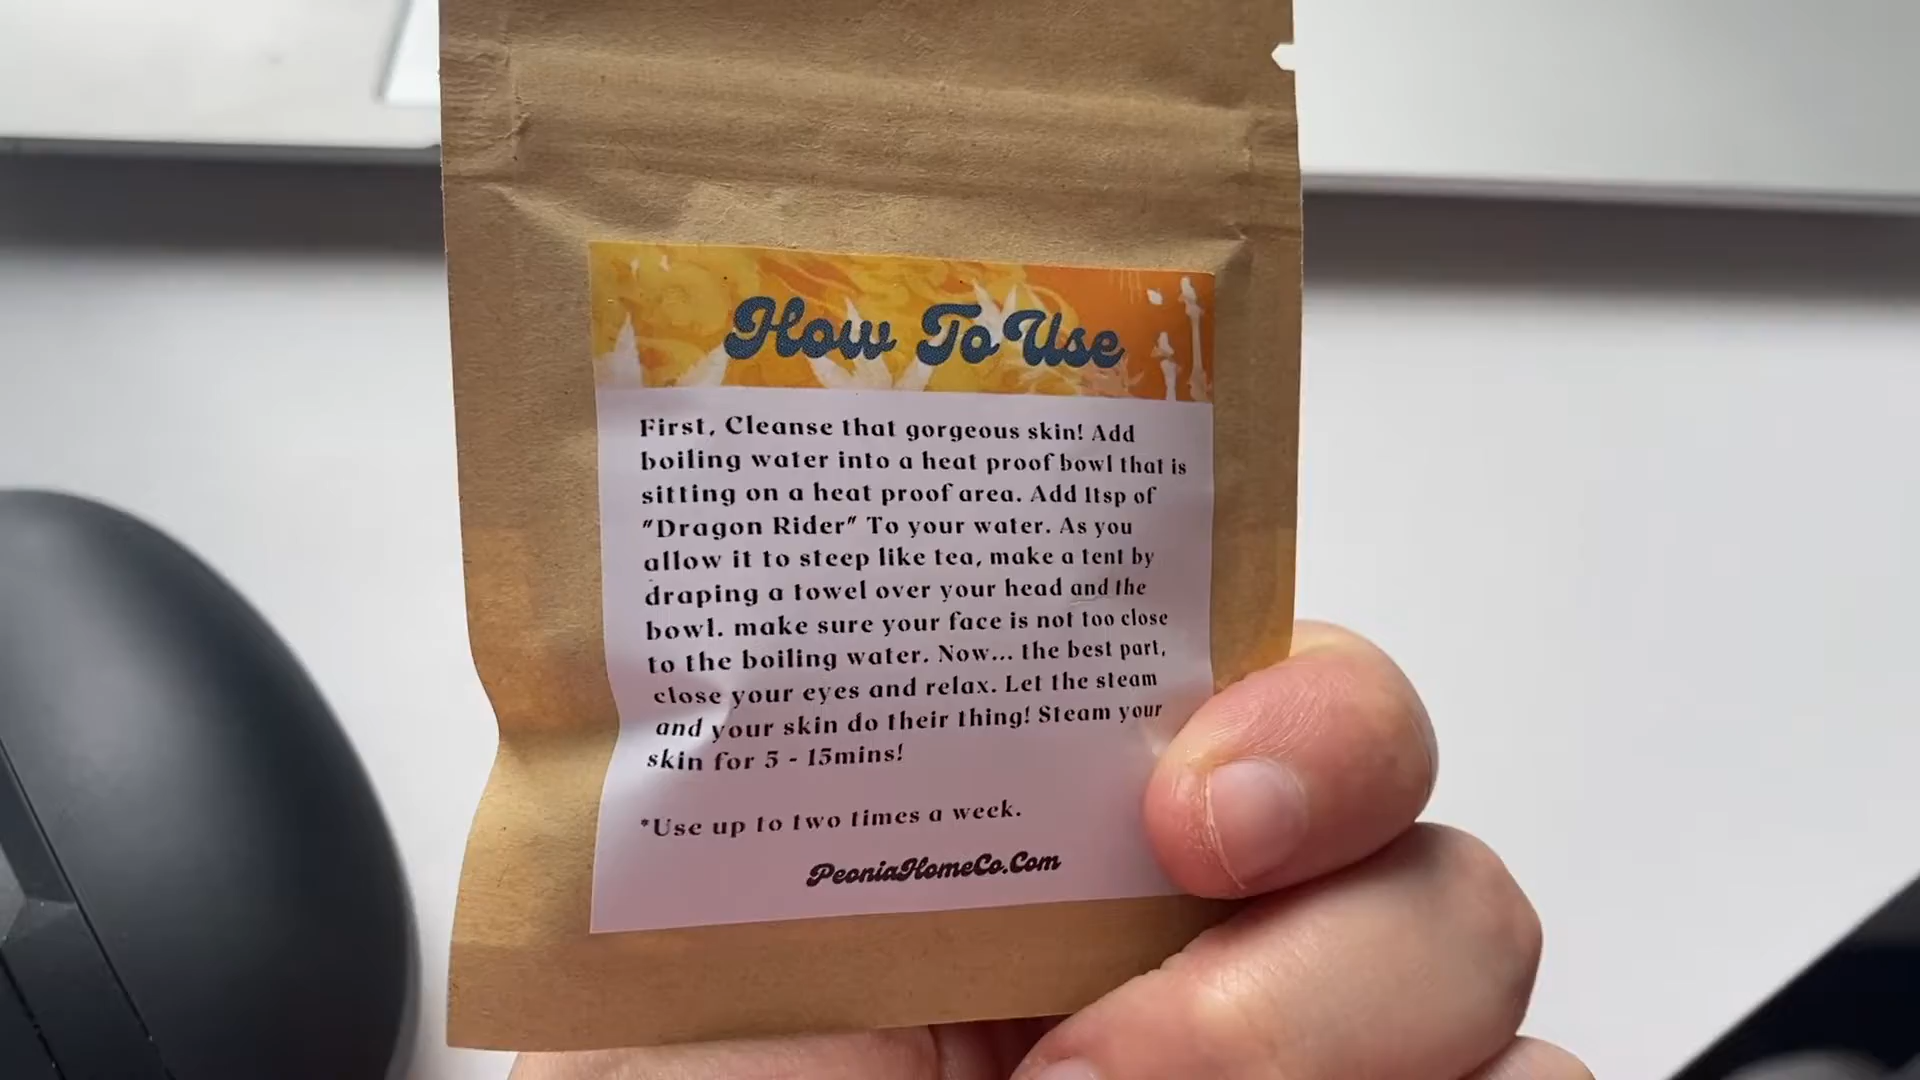 How To Use
First, Cleanse that gorgeous skin! Add
boiling water into a heat proof bowl that is
sitting on a heat proof area. Add 1tsp of
"Dragon Rider" To your water. As you
allow it to steep like tea, make a tent by
draping a towel over your head and the
bowl. make sure your face is not too close
to the boiling water. Now... the best part,
close your eyes and relax. Let the steam
and your skin do their thing! Steam your
skin for 5 - 15mins!
*Use up to two times a week.
PeoniaHomeCo.Com